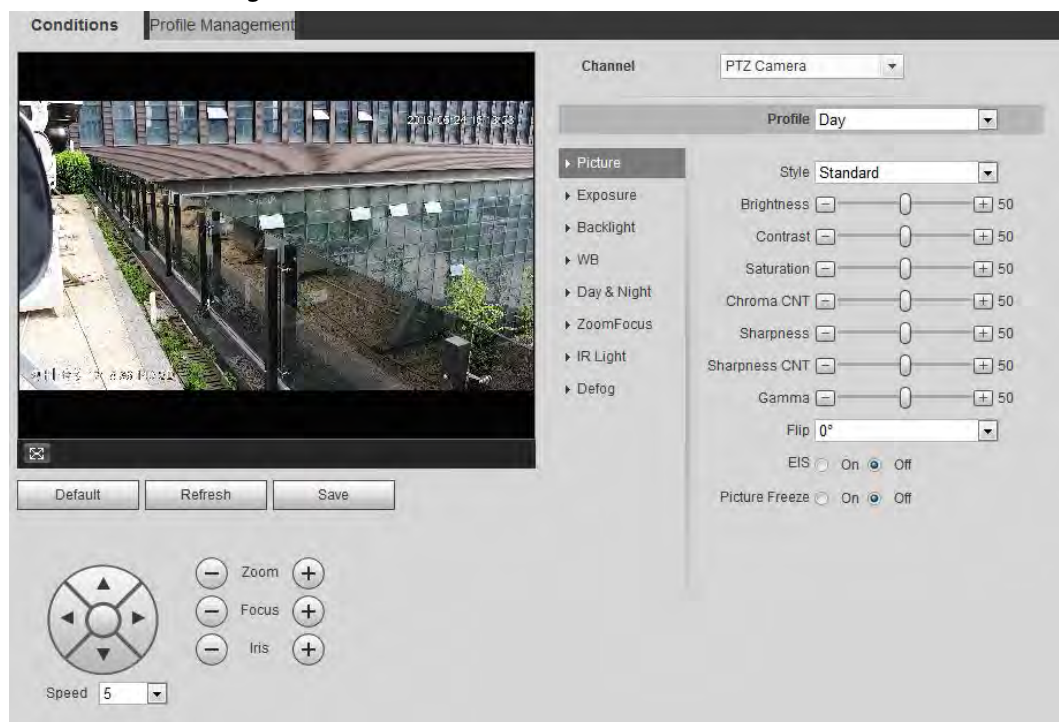 Conditions
Profile Management
Channel PTZ Camera
Profile Day
Picture
Exposure
Backlight
WB
Day & Night
ZoomFocus
IR Light
Defog
Style Standard
Brightness 50
Contrast 50
Saturation 50
Chroma CNT 50
Sharpness 50
Sharpness CNT 50
Gamma 50
Flip 0°
EIS On Off
Picture Freeze On Off
Default
Refresh
Save
Zoom
Focus
Iris
Speed 5